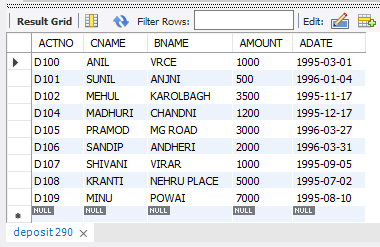 Result Grid Filter Rows: Edit:
ACTNO CNAME BNAME AMOUNT ADATE
D100 ANIL VRCE 1000 1995-03-01
D101 SUNIL ANJNI 500 1996-01-04
D102 MEHUL KAROLBAGH 3500 1995-11-17
D104 MADHURI CHANDNI 1200 1995-12-17
D105 PRAMOD MG ROAD 3000 1996-03-27
D106 SANDIP ANDHERI 2000 1996-03-31
D107 SHIVANI VIRAR 1000 1995-09-05
D108 KRANTI NEHRU PLACE 5000 1995-07-02
D109 MINU POWAI 7000 1995-08-10
NULL NULL NULL NULL NULL
deposit290